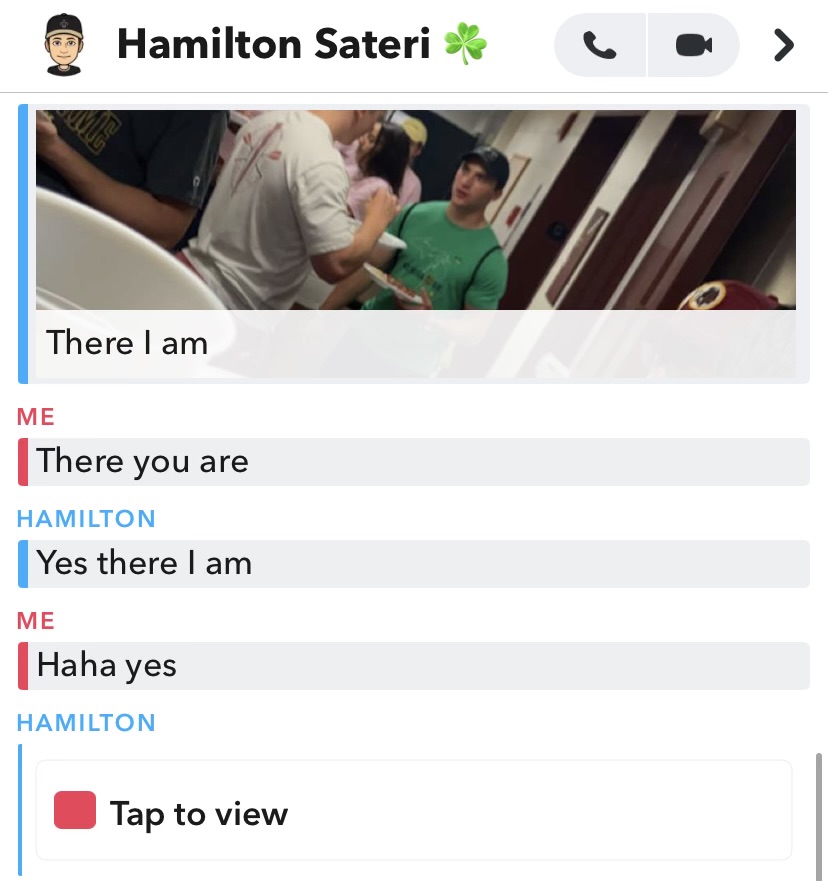 Hamilton Sateri ☘️
There I am
ME
There you are
HAMILTON
Yes there I am
ME
Haha yes
HAMILTON
Tap to view